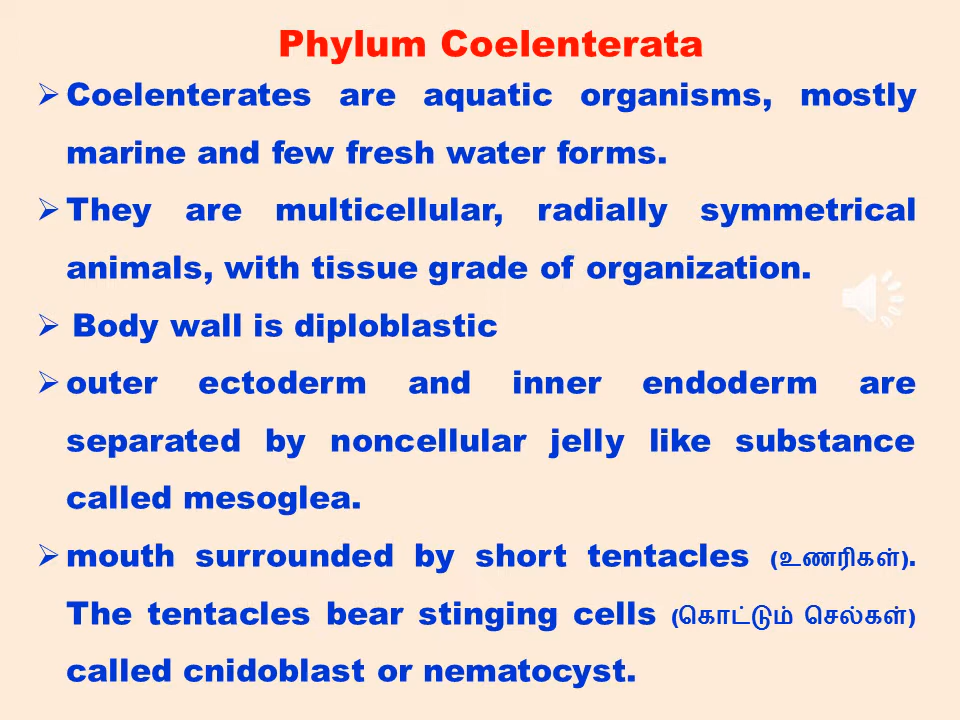 Phylum Coelenterata
➢ Coelenterates are aquatic organisms, mostly
marine and few fresh water forms.
➢ They are multicellular, radially symmetrical
animals, with tissue grade of organization.
➢ Body wall is diploblastic
➢ outer ectoderm and inner endoderm are
separated by noncellular jelly like substance
called mesoglea.
➢ mouth surrounded by short tentacles (உணரிகள்).
The tentacles bear stinging cells (கொட்டும் செல்கள்)
called cnidoblast or nematocyst.